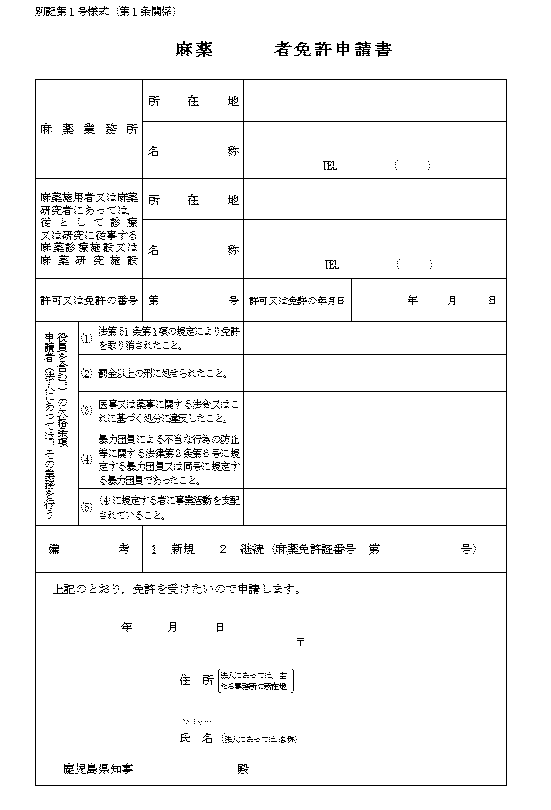 別記第1号様式（第1条関係）
麻薬　　　者免許申請書
麻薬業務所
所在地
名称
TEL　　（　　）
麻薬施用者又は麻薬
研究者にあっては、
従として診療
又は研究に従事する
麻薬診療施設又は
麻薬研究施設
所在地
名称
TEL　　（　　）
許可又は免許の番号
第　　　号
許可又は免許の年月日
年　　月　　日
申請者（法人にあっては、その業務を行う
役員を含む。）の欠格事項
(1) 法第51条第1項の規定により免許
を取り消されたこと。
(2) 罰金以上の刑に処せられたこと。
(3) 医事又は薬事に関する法令又はこ
れに基づく処分に違反したこと。
(4) 暴力団員による不当な行為の防止
等に関する法律第2条第6号に規
定する暴力団員又は同号に規定す
る暴力団員であったこと。
(5) (4)に規定する者に事業活動を支配
されていること。
備考
1　新規　　2　継続（麻薬免許証番号　第　　　　　号）
上記のとおり、免許を受けたいので申請します。
年　　月　　日
〒
住所
法人にあっては、主
たる事務所の所在地
氏名（法人にあっては、名称）
鹿児島県知事　　　　　　殿